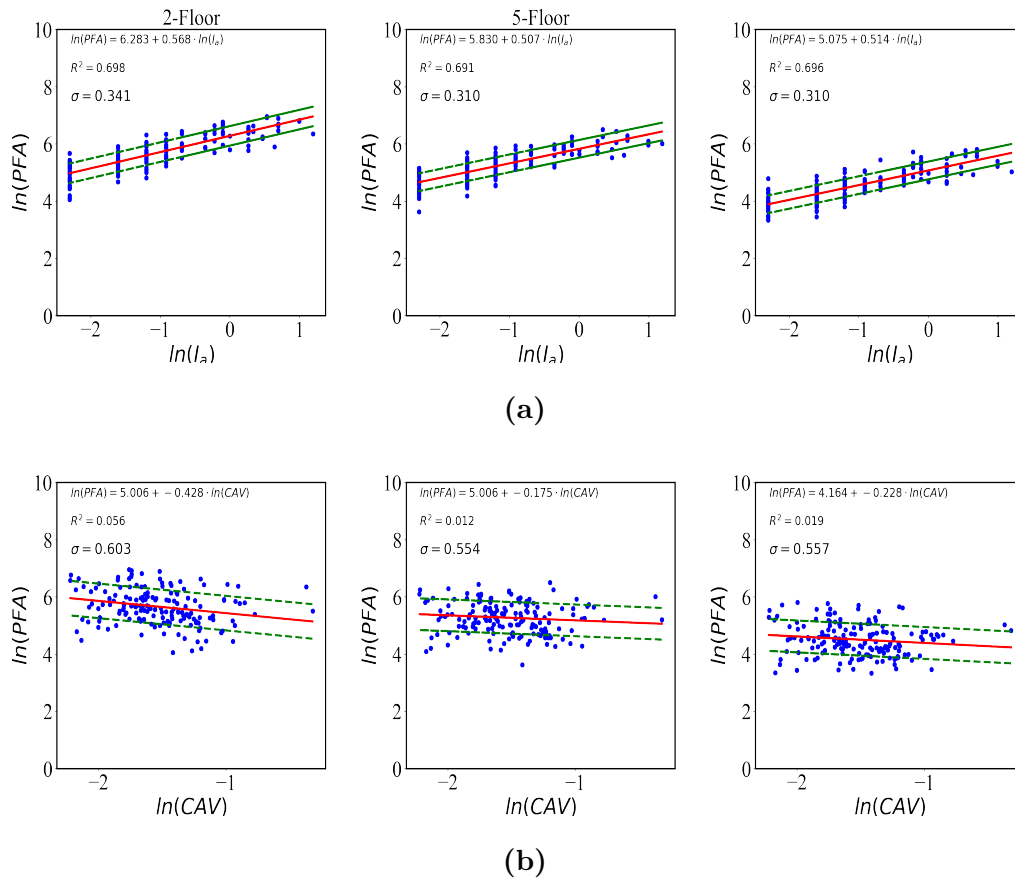 2-Floor
5-Floor
ln(PFA) = 6.283 + 0.568 · ln(I_a)
R² = 0.698
σ = 0.341
ln(PFA) = 5.830 + 0.507 · ln(I_a)
R² = 0.691
σ = 0.310
ln(PFA) = 5.075 + 0.514 · ln(I_a)
R² = 0.696
σ = 0.310
ln(PFA)
10
8
6
4
2
0
−2
−1
0
1
ln(I_a)
ln(PFA)
10
8
6
4
2
0
−2
−1
0
1
ln(I_a)
ln(PFA)
10
8
6
4
2
0
−2
−1
0
1
ln(I_a)
(a)
ln(PFA) = 5.006 + −0.428 · ln(CAV)
R² = 0.056
σ = 0.603
ln(PFA) = 5.006 + −0.175 · ln(CAV)
R² = 0.012
σ = 0.554
ln(PFA) = 4.164 + −0.228 · ln(CAV)
R² = 0.019
σ = 0.557
ln(PFA)
10
8
6
4
2
0
−2
−1
ln(CAV)
ln(PFA)
10
8
6
4
2
0
−2
−1
ln(CAV)
ln(PFA)
10
8
6
4
2
0
−2
−1
ln(CAV)
(b)